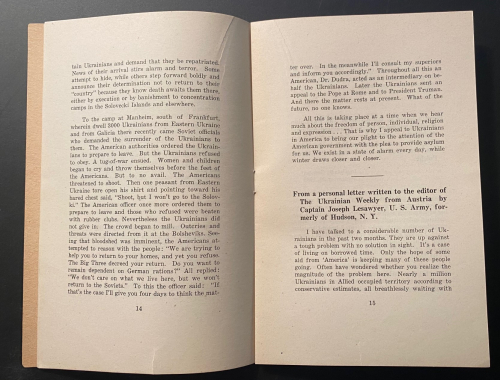 tain Ukrainians and demand that they be repatriated.
News of their arrival stirs alarm and terror. Some
attempt to hide, while others step forward boldly and
announce their determination not to return to their
"country" because they know death awaits them there,
either by execution or by banishment to concentration
camps in the Solovetski Islands and elsewhere.
To the camp at Manheim, south of Frankfurt,
wherein dwell 3000 Ukrainians from Eastern Ukraine
and from Galicia there recently came Soviet officials
who demanded the surrender of the Ukrainians to
them. The American authorities ordered the Ukrain-
ians to prepare to leave. But the Ukrainians refused
to obey. A tug-of-war ensued. Women and children
began to cry and throw themselves before the feet of
the Americans. But to no avail. The Americans
threatened to shoot. Then one peasant from Eastern
Ukraine tore open his shirt and pointing toward his
bared chest said, "Shoot, but I won't go to the Solov-
ki." The American officer once more ordered them to
prepare to leave and those who refused were beaten
with rubber clubs. Nevertheless the Ukrainians did
not give in. The crowd began to mill. Outcries and
threats were directed from it at the Bolsheviks. See-
ing that bloodshed was imminent, the Americans at-
tempted to reason with the people: "We are trying to
help you to return to your homes, and yet you refuse.
The Big Three decreed your return. Do you want to
remain dependent on German rations?" All replied:
"We don't care on what we live here, but we won't
return to the Soviets." To this the officer said: "If
that's the case I'll give you four days to think the mat-
14
ter over. In the meanwhile I'll consult my superiors
and inform you accordingly." Throughout all this an
American, Dr. Dudra, acted as an intermediary on be-
half the Ukrainians. Later the Ukrainians sent an
appeal to the Pope at Rome and to President Truman.
And there the matter rests at present. What of the
future, no one knows.
All this is taking place at a time when we hear
much about the freedom of person, individual, religion
and expression . . . That is why I appeal to Ukrainians
in America to bring our plight to the attention of the
American government with the plea to provide asylum
for us. We exist in a state of alarm every day, while
winter draws closer and closer.
From a personal letter written to the editor of
The Ukrainian Weekly from Austria by
Captain Joseph Lesawyer, U. S. Army, for-
merly of Hudson, N. Y.
I have talked to a considerable number of Uk-
rainians in the past two months. They are up against
a tough problem with no solution in sight. It's a case
of living on borrowed time. Only the hope of some
aid from 'America' is keeping many of these people
going. Often have wondered whether you realize the
magnitude of the problem here. Nearly a million
Ukrainians in Allied occupied territory according to
conservative estimates, all breathlessly waiting with
15